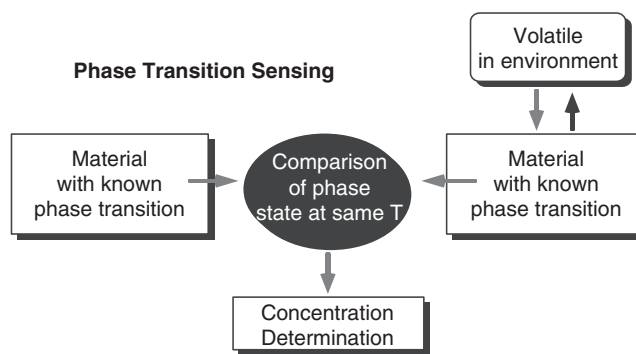 Phase Transition Sensing
Volatile
in environment
Material
with known
phase transition
Comparison
of phase
state at same T
Material
with known
phase transition
Concentration
Determination